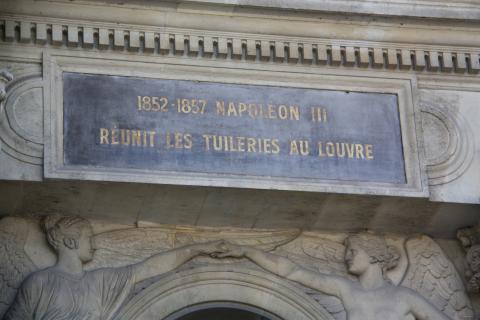 1852-1857 NAPOLÉON III
RÉUNIT LES TUILERIES AU LOUVRE